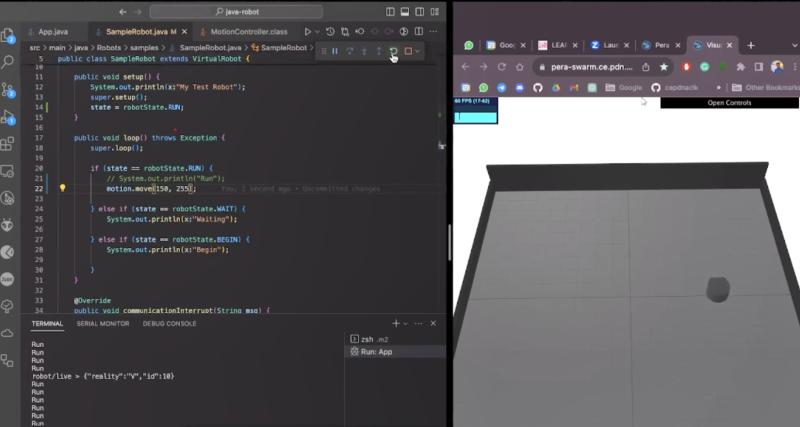 java-robot
App.java
SampleRobot.java M
MotionController.class
src > main > java > Robots > samples > SampleRobot.java > SampleRobot
5 public class SampleRobot extends VirtualRobot {
10
11 public void setup() {
12 System.out.println(x:"My Test Robot");
13 super.setup();
14 state = robotState.RUN;
15 }
16
17 public void loop() throws Exception {
18 super.loop();
19
20 if (state == robotState.RUN) {
21 // System.out.println("Run");
22 motion.move(150, 255); You, 1 second ago • Uncommitted changes
23
24 } else if (state == robotState.WAIT) {
25 System.out.println(x:"Waiting");
26
27 } else if (state == robotState.BEGIN) {
28 System.out.println(x:"Begin");
29
30 }
31 }
32
33 @Override
34 public void communicationInterrupt(String msg) {
TERMINAL SERIAL MONITOR DEBUG CONSOLE
Run
Run
Run
Run
robot/live > {"reality":"V","id":10}
Run
Run
Run
Run
Run
zsh .m2
Run: App
Goo
LEA
Lau
Pera
Visu
pera-swarm.ce.pdn.
Google
cepdnaclk
Other Bookmarks
60 FPS (17-62)
Open Controls